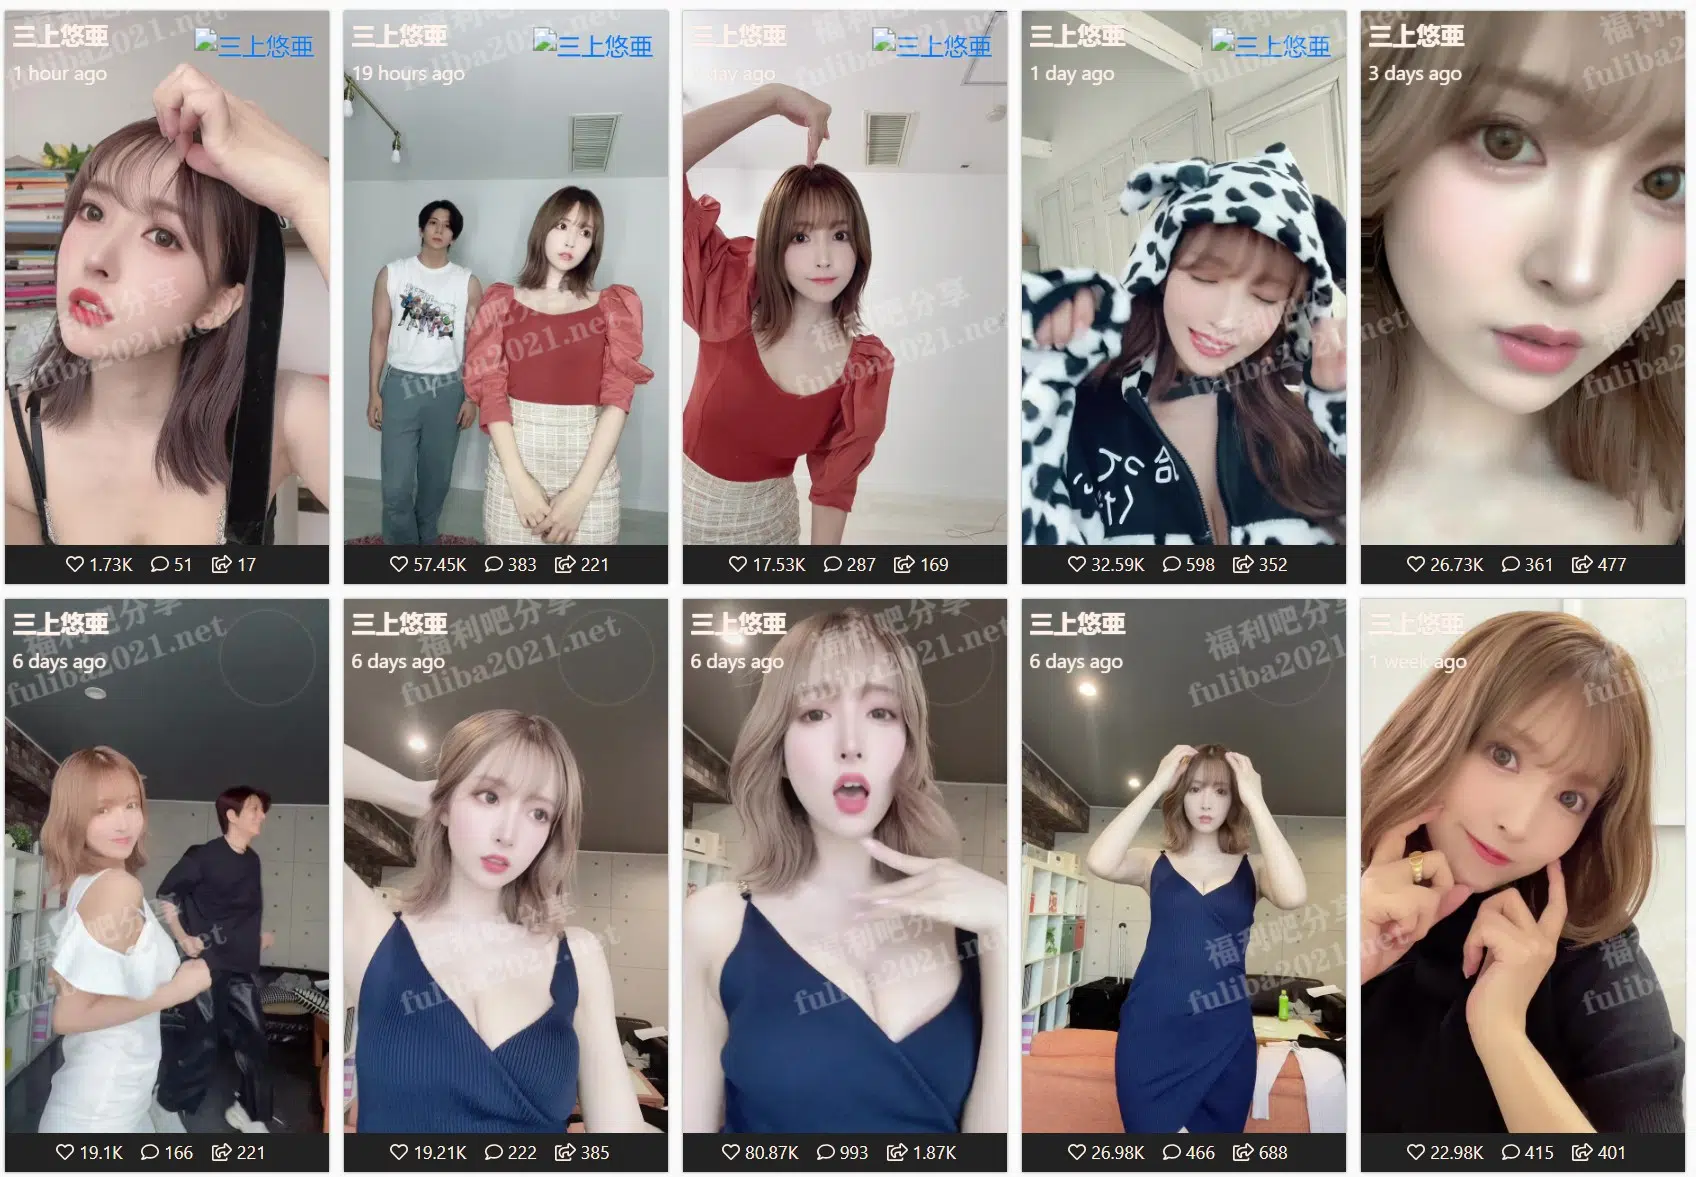 三上悠亜
三上悠亜
1 hour ago
三上悠亜
三上悠亜
19 hours ago
三上悠亜
三上悠亜
day ago
三上悠亜
三上悠亜
1 day ago
三上悠亜
3 days ago
福利吧分享
fuliba2021.net
1.73K 51 17
57.45K 383 221
17.53K 287 169
32.59K 598 352
26.73K 361 477
三上悠亜
6 days ago
三上悠亜
6 days ago
三上悠亜
6 days ago
三上悠亜
6 days ago
三上悠亜
1 week ago
福利吧分享
fuliba2021.net
19.1K 166 221
19.21K 222 385
80.87K 993 1.87K
26.98K 466 688
22.98K 415 401